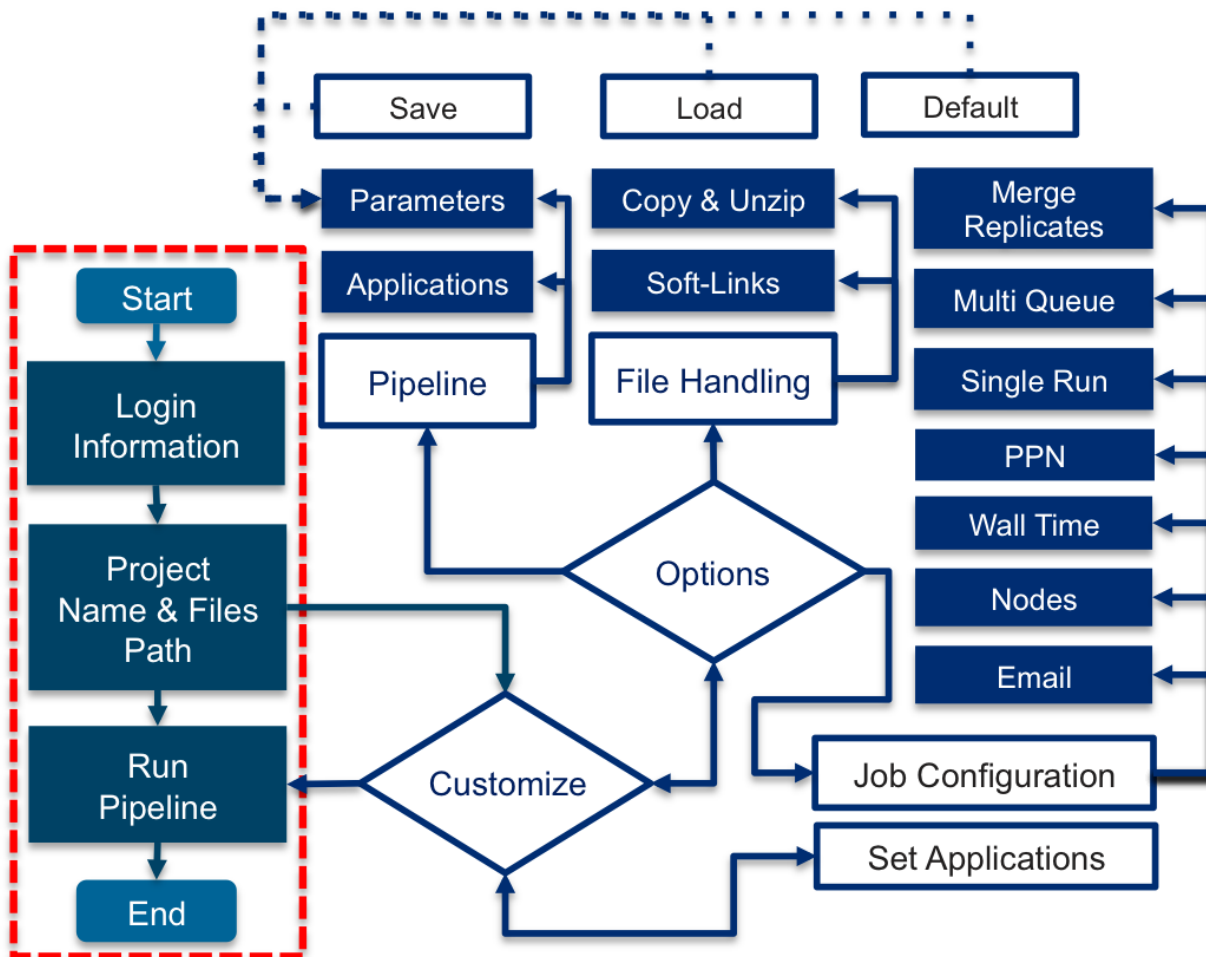 Save
Load
Default
Parameters
Copy & Unzip
Merge
Replicates
Applications
Soft-Links
Multi Queue
Start
Pipeline
File Handling
Single Run
Login
Information
PPN
Wall Time
Project
Name & Files
Path
Options
Nodes
Email
Run
Pipeline
Customize
Job Configuration
Set Applications
End